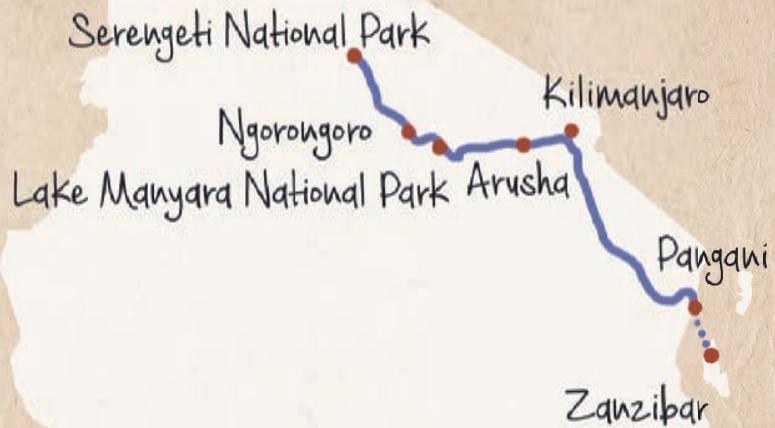 Serengeti National Park
Kilimanjaro
Ngorongoro
Lake Manyara National Park
Arusha
Pangani
Zanzibar